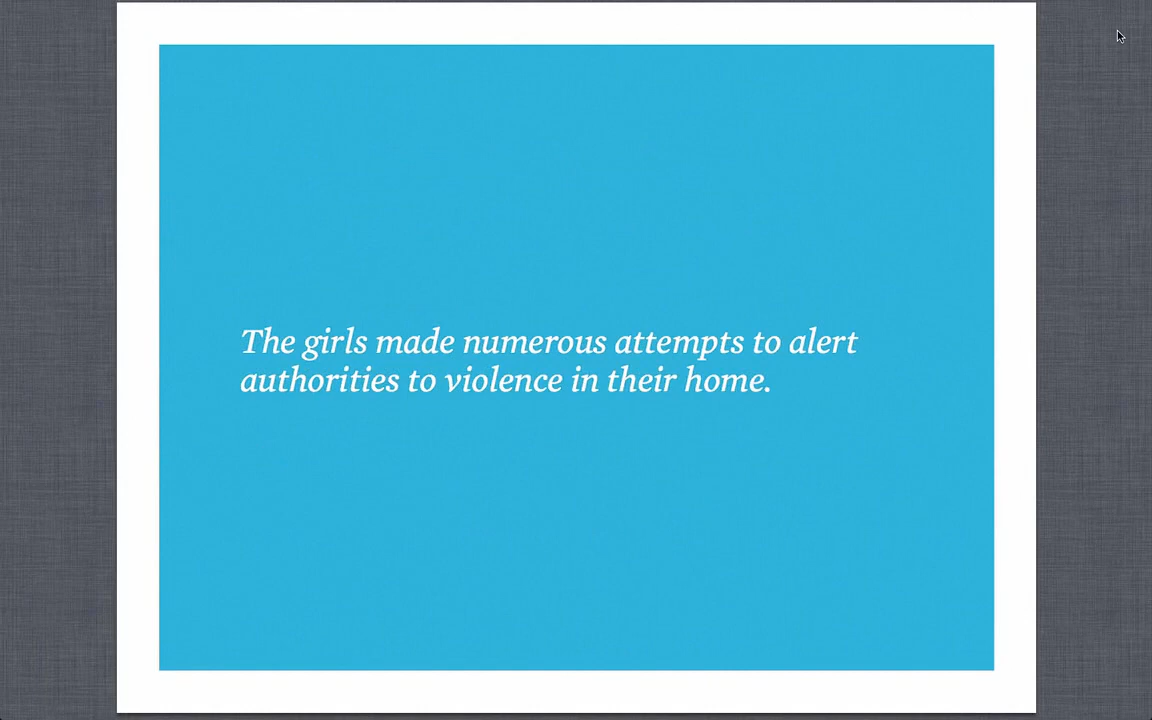 The girls made numerous attempts to alert
authorities to violence in their home.